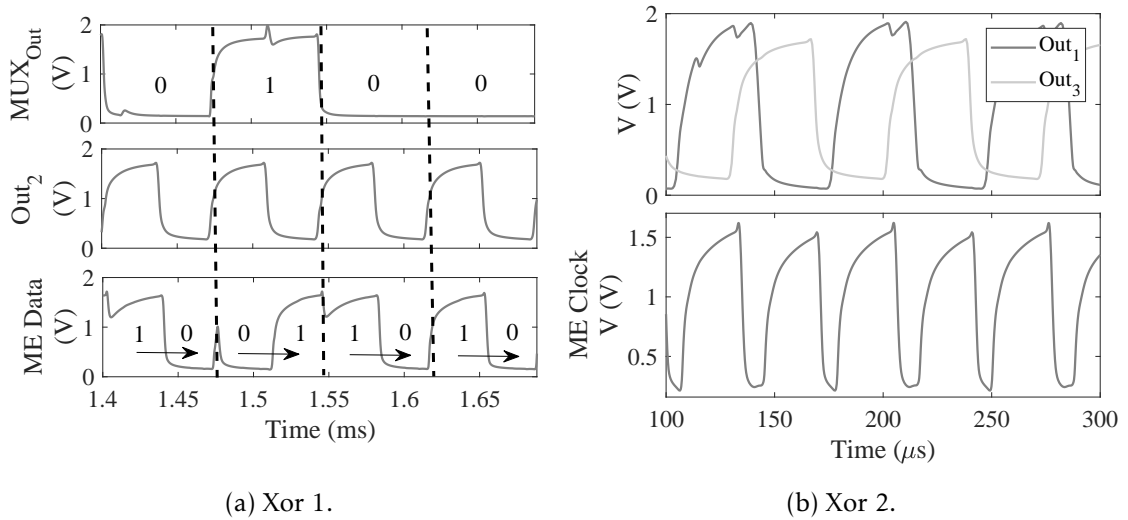 MUX_Out
(V)
2
1
0
0
1
0
0
Out_2
(V)
2
1
0
ME Data
(V)
2
1
0
1 0 0 1 1 0 1 0
1.4 1.45 1.5 1.55 1.6 1.65
Time (ms)
(a) Xor 1.
V (V)
2
1
0
Out_1
Out_3
ME Clock
V (V)
1.5
1
0.5
100 150 200 250 300
Time (μs)
(b) Xor 2.